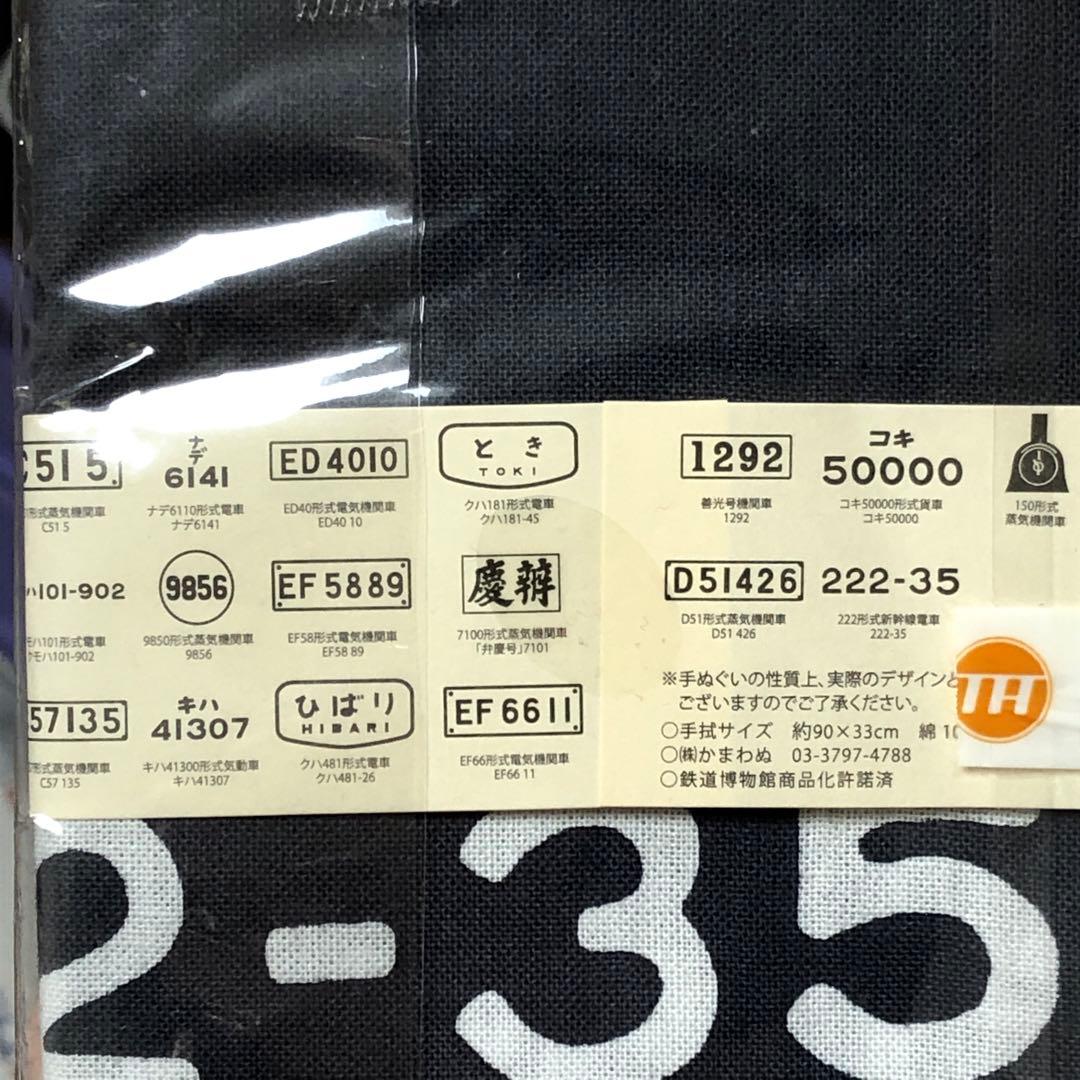 C51 5
形式蒸気機関車
C51 5
ナデ
6141
ナデ6110形式電車
ナデ6141
ED4010
ED40形式電気機関車
ED40 10
とき
TOKI
クハ181形式電車
クハ181-45
1292
善光号機関車
1292
コキ
50000
コキ50000形式貨車
コキ50000
150形式
蒸気機関車
ハ101-902
モハ101形式電車
クモハ101-902
9856
9850形式蒸気機関車
9856
EF5889
EF58形式電気機関車
EF58 89
慶辨
7100形式蒸気機関車
「弁慶号」7101
D51426
D51形式蒸気機関車
D51 426
222-35
222形式新幹線電車
222-35
57135
形式蒸気機関車
C57 135
キハ
41307
キハ41300形式気動車
キハ41307
ひばり
HIBARI
クハ481形式電車
クハ481-26
EF6611
EF66形式電気機関車
EF66 11
※手ぬぐいの性質上、実際のデザインと
ございますのでご了承ください。
○手拭サイズ 約90×33cm 綿 10
○㈱かまわぬ 03-3797-4788
○鉄道博物館商品化許諾済
TH
2-35